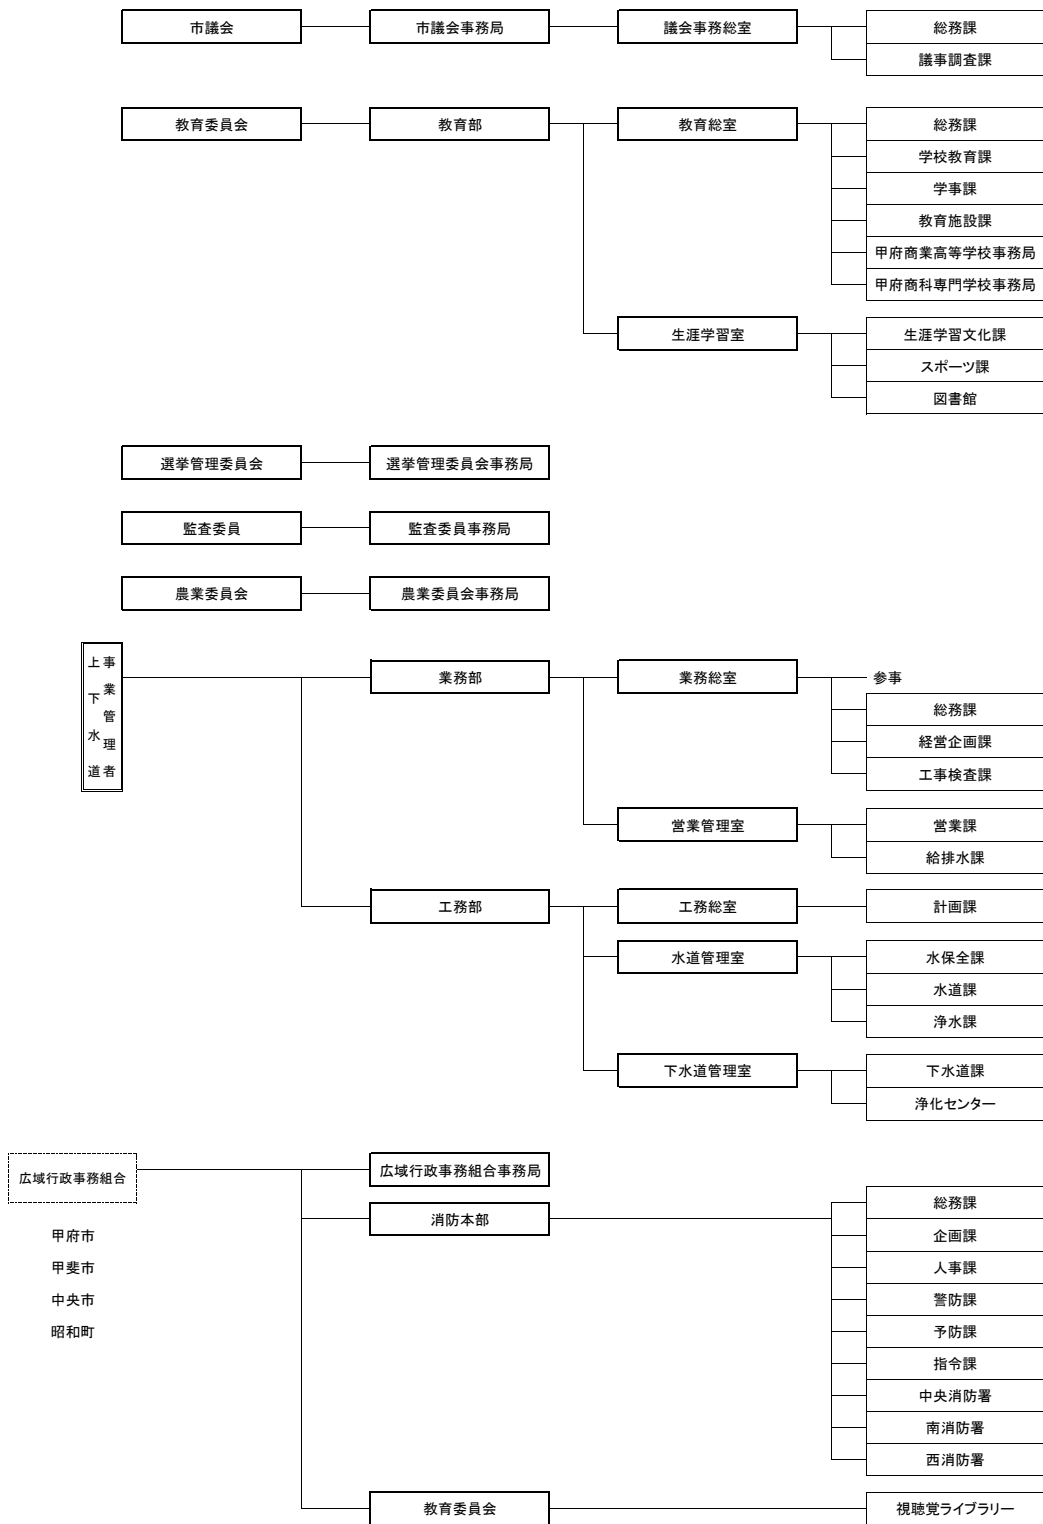 市議会
市議会事務局
議会事務総室
総務課
議事調査課
教育委員会
教育部
教育総室
総務課
学校教育課
学事課
教育施設課
甲府商業高等学校事務局
甲府商科専門学校事務局
生涯学習室
生涯学習文化課
スポーツ課
図書館
選挙管理委員会
選挙管理委員会事務局
監査委員
監査委員事務局
農業委員会
農業委員会事務局
上下水道
事業管理者
業務部
業務総室
参事
総務課
経営企画課
工事検査課
営業管理室
営業課
給排水課
工務部
工務総室
計画課
水道管理室
水保全課
水道課
浄水課
下水道管理室
下水道課
浄化センター
広域行政事務組合
甲府市
甲斐市
中央市
昭和町
広域行政事務組合事務局
消防本部
総務課
企画課
人事課
警防課
予防課
指令課
中央消防署
南消防署
西消防署
教育委員会
視聴覚ライブラリー